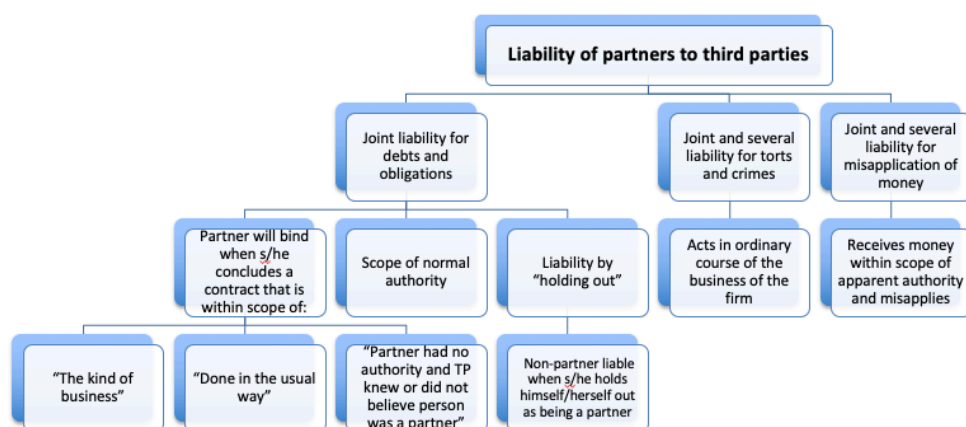 Liability of partners to third parties
Joint liability for
debts and
obligations
Joint and several
liability for torts
and crimes
Joint and several
liability for
misapplication of
money
Partner will bind
when s/he
concludes a
contract that is
within scope of:
Scope of normal
authority
Liability by
“holding out”
Acts in ordinary
course of the
business of the
firm
Receives money
within scope of
apparent authority
and misapplies
“The kind of
business”
“Done in the usual
way”
“Partner had no
authority and TP
knew or did not
believe person
was a partner”
Non-partner liable
when s/he holds
himself/herself out
as being a partner